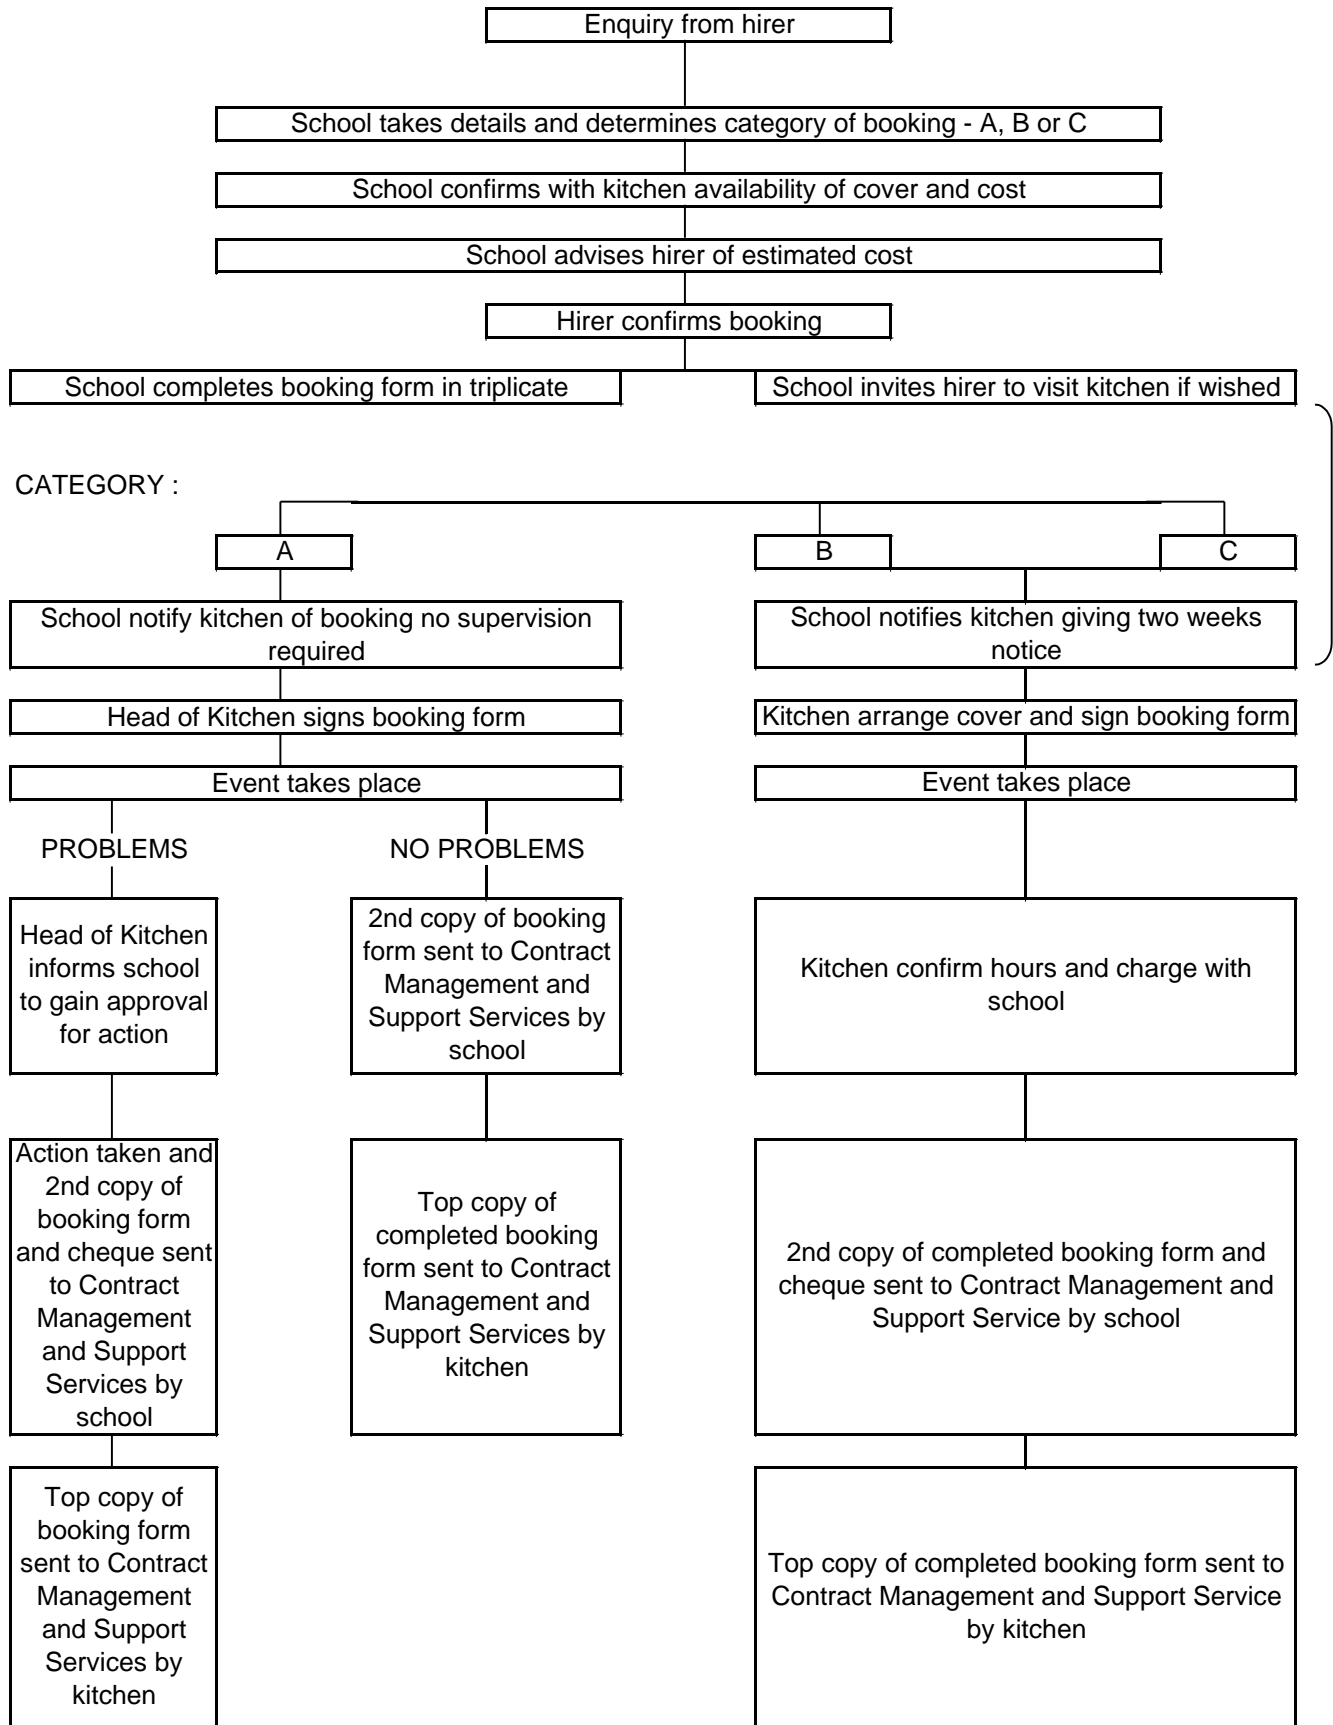 Enquiry from hirer
School takes details and determines category of booking - A, B or C
School confirms with kitchen availability of cover and cost
School advises hirer of estimated cost
Hirer confirms booking
School completes booking form in triplicate
School invites hirer to visit kitchen if wished
CATEGORY :
A
B
C
School notify kitchen of booking no supervision
required
School notifies kitchen giving two weeks
notice
Head of Kitchen signs booking form
Kitchen arrange cover and sign booking form
Event takes place
Event takes place
PROBLEMS
NO PROBLEMS
Head of Kitchen
informs school
to gain approval
for action
2nd copy of booking
form sent to Contract
Management and
Support Services by
school
Kitchen confirm hours and charge with
school
Action taken and
2nd copy of
booking form
and cheque sent
to Contract
Management
and Support
Services by
school
Top copy of
completed booking
form sent to Contract
Management and
Support Services by
kitchen
2nd copy of completed booking form and
cheque sent to Contract Management and
Support Service by school
Top copy of
booking form
sent to Contract
Management
and Support
Services by
kitchen
Top copy of completed booking form sent to
Contract Management and Support Service
by kitchen